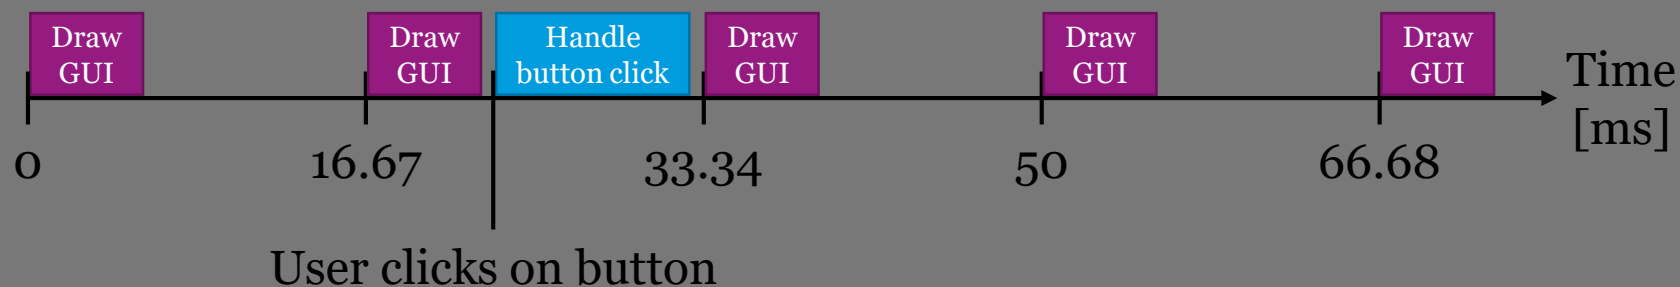 Draw
GUI
Draw
GUI
Handle
button click
Draw
GUI
Draw
GUI
Draw
GUI
Time
[ms]
0
16.67
33.34
50
66.68
User clicks on button